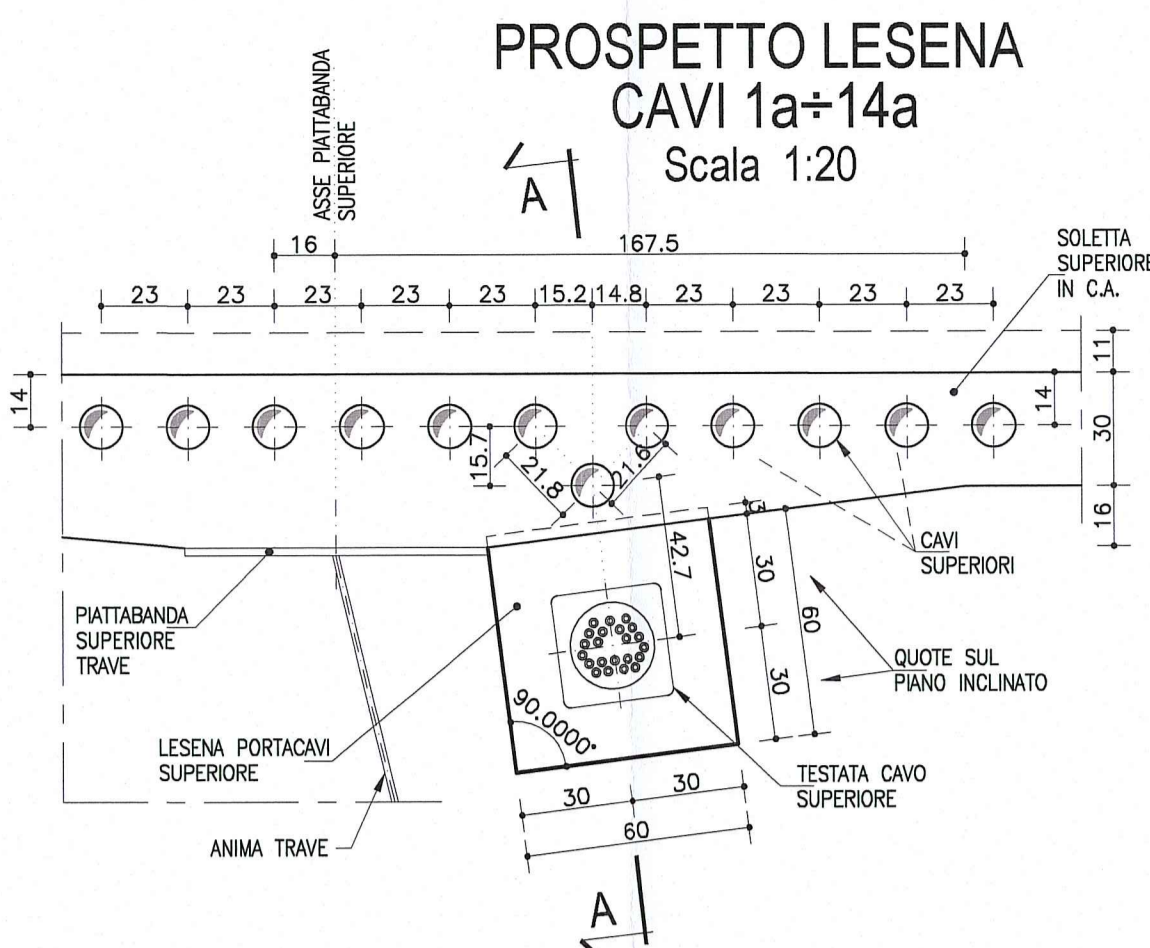 PROSPETTO LESENA
CAVI 1a÷14a
Scala 1:20
ASSE PIATTABANDA
SUPERIORE
A
16
167.5
SOLETTA
SUPERIORE
IN C.A.
23
23
23
23
23
15.2
14.8
23
23
23
23
11
14
14
30
15.7
21.8
21.6
16
3
42.7
30
60
30
CAVI
SUPERIORI
PIATTABANDA
SUPERIORE
TRAVE
QUOTE SUL
PIANO INCLINATO
90.0000°
LESENA PORTACAVI
SUPERIORE
TESTATA CAVO
SUPERIORE
30
30
60
ANIMA TRAVE
A